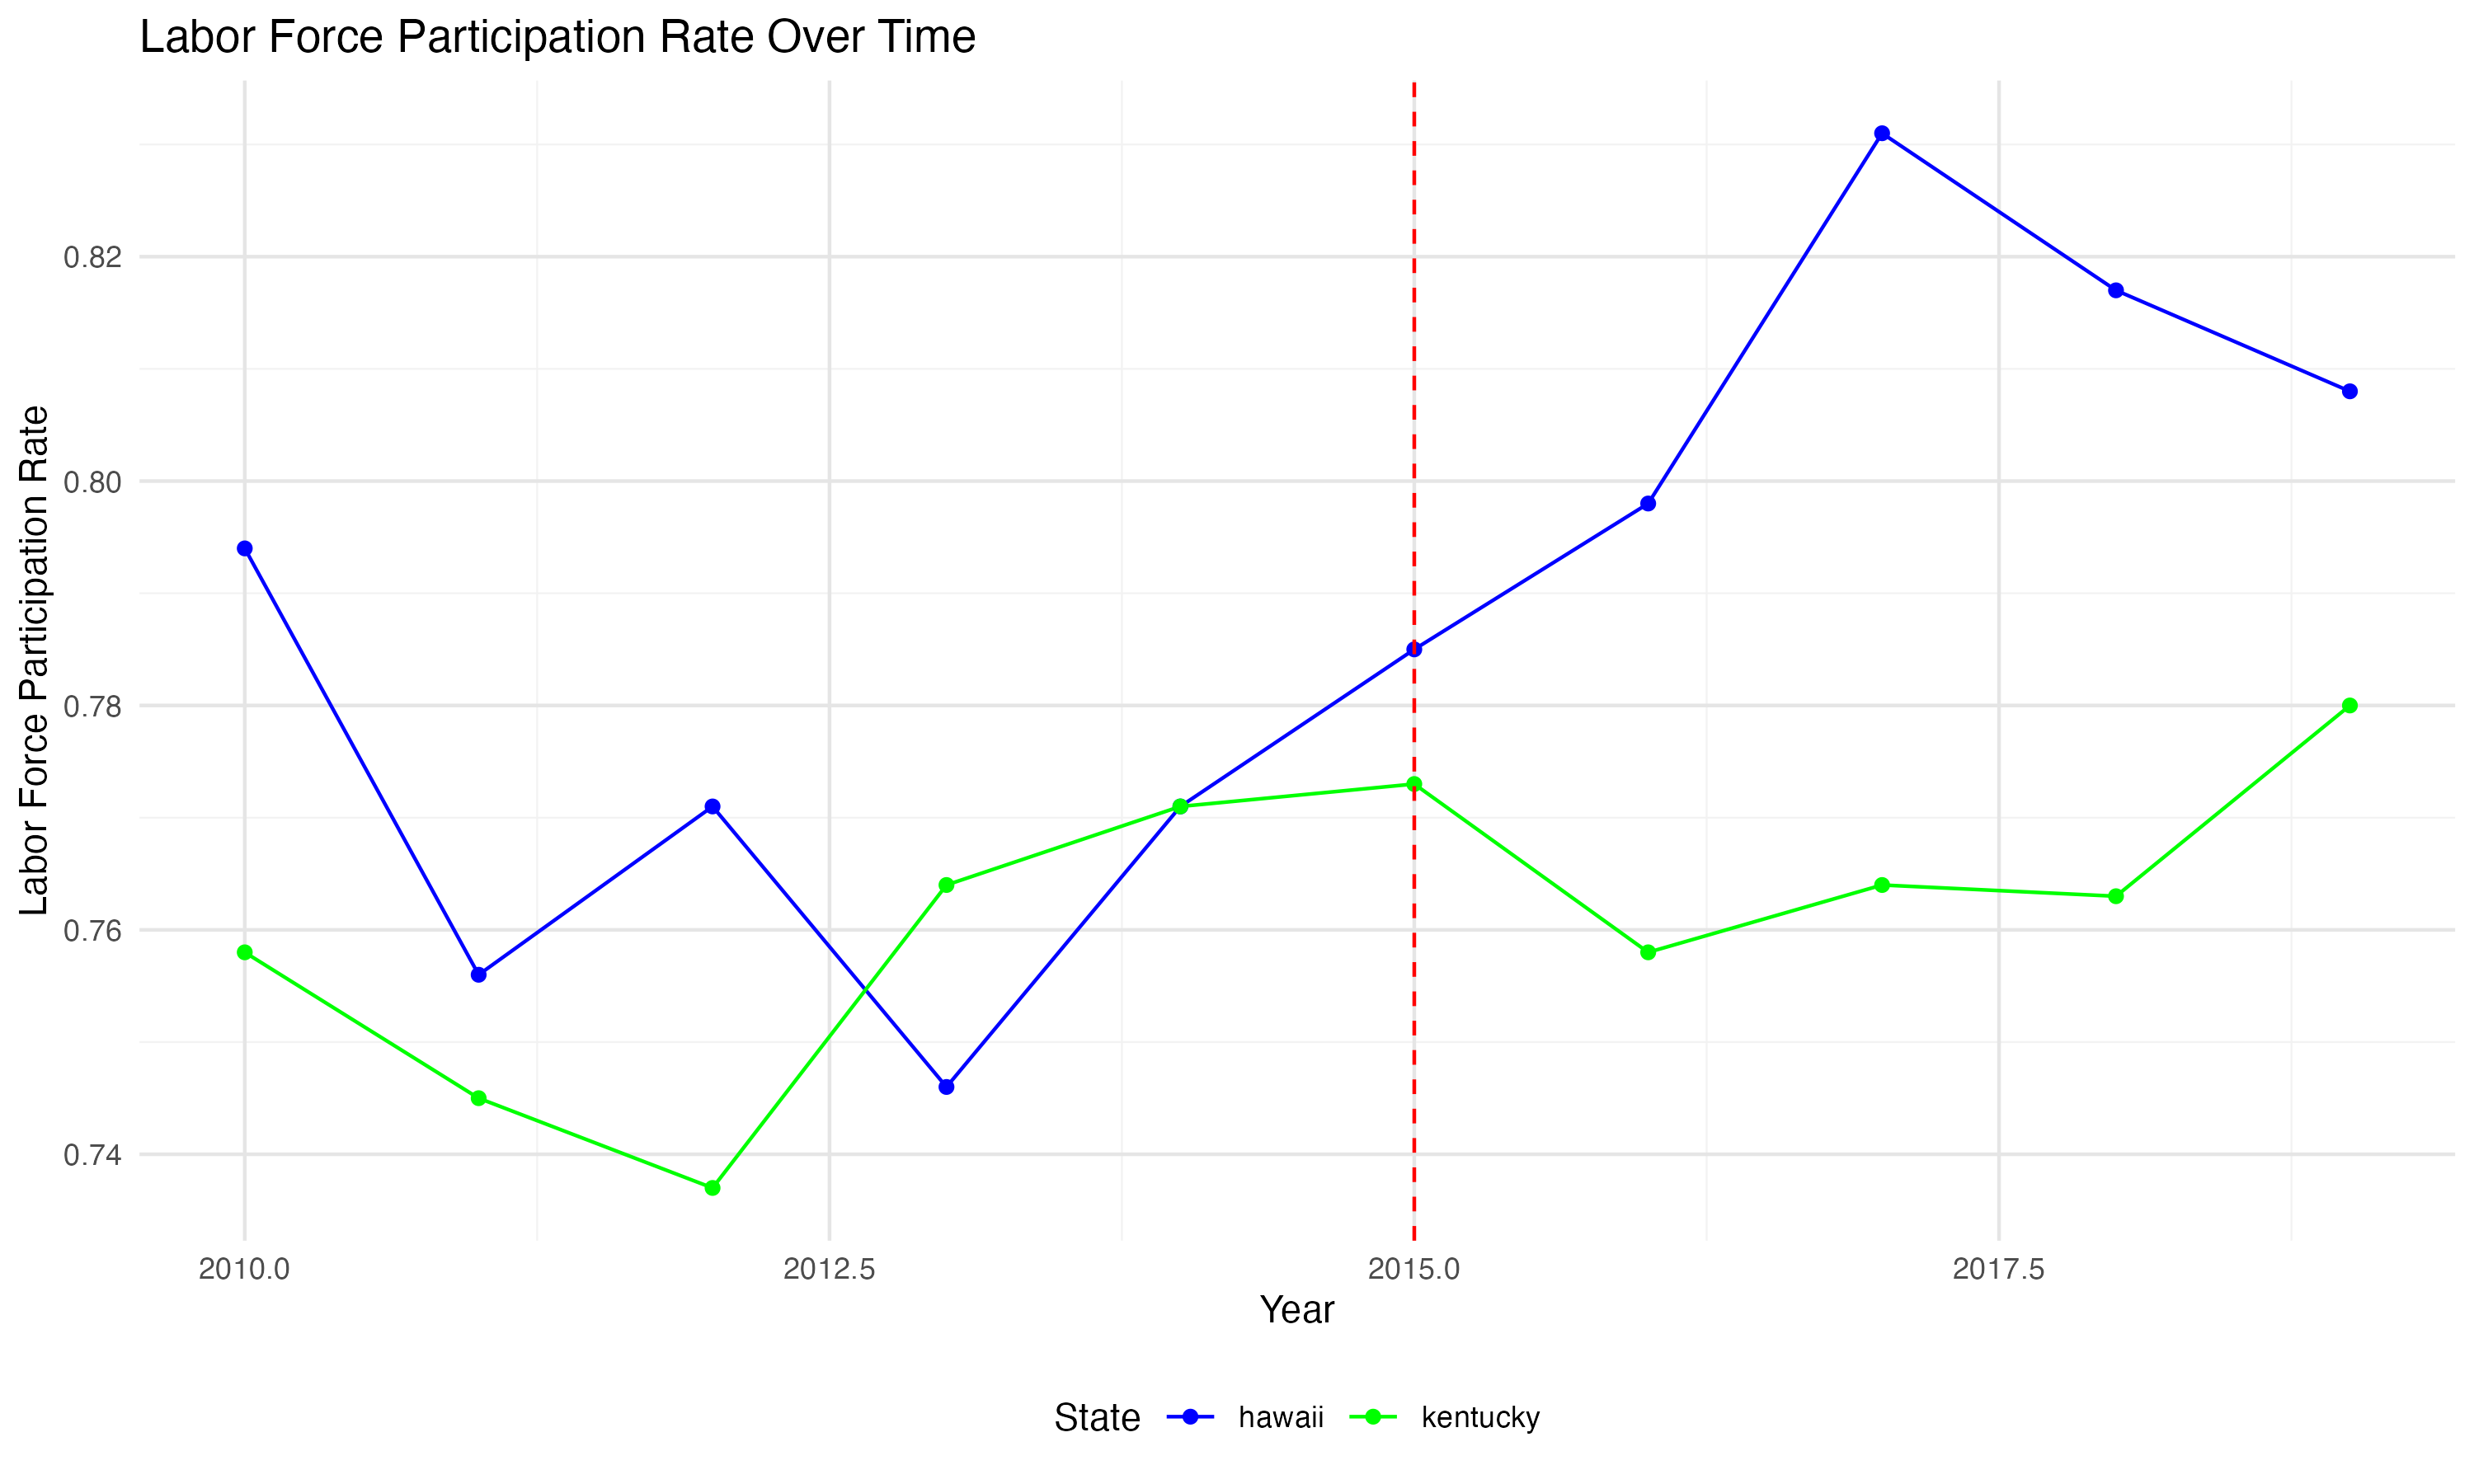 Labor Force Participation Rate Over Time
Labor Force Participation Rate
0.82
0.80
0.78
0.76
0.74
2010.0 2012.5 2015.0 2017.5
Year
State hawaii kentucky